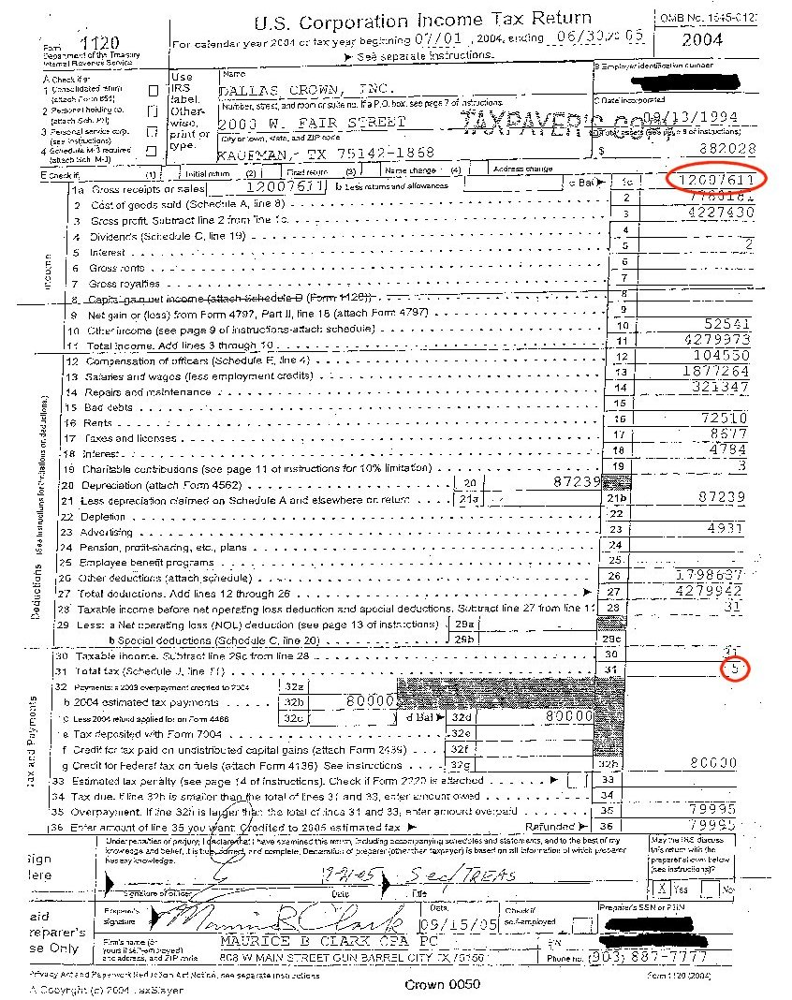 U.S. Corporation Income Tax Return
OMB No. 1545-0123
Form 1120
For calendar year 2004 or tax year beginning 07/01 , 2004, ending 06/30,2005
2004
Department of the Treasury
Internal Revenue Service
► See separate instructions.
B Employer identification number
A Check if a:
1 Consolidated return (attach Form 851)
2 Personal holding co. (attach Sch. PH)
3 Personal service corp. (see instructions)
4 Schedule M-3 required (attach Sch. M-3)
Use IRS label. Otherwise, print or type.
Name
DALLAS CROWN, INC.
Number, street, and room or suite no. If a P.O. box, see page 7 of instructions.
2000 W. FAIR STREET
City or town, state, and ZIP code
KAUFMAN, TX 75142-1868
TAXPAYER'S COPY
C Date incorporated
09/13/1994
D Total assets (see page 8 of instructions)
$ 882028
E Check if: (1) Initial return (2) Final return (3) Name change (4) Address change
1a Gross receipts or sales 12007611 b Less returns and allowances c Bal ► 1c 12007611
2 Cost of goods sold (Schedule A, line 8) 2 7780181
3 Gross profit. Subtract line 2 from line 1c. 3 4227430
4 Dividends (Schedule C, line 19) 4
5 Interest 5 2
6 Gross rents 6
7 Gross royalties 7
8 Capital gain net income (attach Schedule D (Form 1120)) 8
9 Net gain or (loss) from Form 4797, Part II, line 18 (attach Form 4797) 9
10 Other income (see page 9 of instructions-attach schedule) 10 52541
11 Total income. Add lines 3 through 10 11 4279973
Income
12 Compensation of officers (Schedule E, line 4) 12 104550
13 Salaries and wages (less employment credits) 13 1877264
14 Repairs and maintenance 14 321347
15 Bad debts 15
16 Rents 16 72510
17 Taxes and licenses 17 8677
18 Interest 18 4784
19 Charitable contributions (see page 11 of instructions for 10% limitation) 19 3
20 Depreciation (attach Form 4562) 20 87239
21 Less depreciation claimed on Schedule A and elsewhere on return 21a 21b 87239
22 Depletion 22
23 Advertising 23 4931
24 Pension, profit-sharing, etc., plans 24
25 Employee benefit programs 25
26 Other deductions (attach schedule) 26 1798637
27 Total deductions. Add lines 12 through 26 ► 27 4279942
28 Taxable income before net operating loss deduction and special deductions. Subtract line 27 from line 11 28 31
29 Less: a Net operating loss (NOL) deduction (see page 13 of instructions) 29a
b Special deductions (Schedule C, line 20) 29b 29c
Deductions (See instructions for limitations on deductions.)
30 Taxable income. Subtract line 29c from line 28 30 31
31 Total tax (Schedule J, line 11) 31 5
32 Payments: a 2003 overpayment credited to 2004 32a
b 2004 estimated tax payments 32b 80000
c Less 2004 refund applied for on Form 4466 32c d Bal ► 32d 80000
e Tax deposited with Form 7004 32e
f Credit for tax paid on undistributed capital gains (attach Form 2439) 32f
g Credit for Federal tax on fuels (attach Form 4136). See instructions 32g 32h 80000
33 Estimated tax penalty (see page 14 of instructions). Check if Form 2220 is attached ► 33
34 Tax due. If line 32h is smaller than the total of lines 31 and 33, enter amount owed 34
35 Overpayment. If line 32h is larger than the total of lines 31 and 33, enter amount overpaid 35 79995
36 Enter amount of line 35 you want: Credited to 2005 estimated tax ► Refunded ► 36 79995
Tax and Payments
Sign Here
Under penalties of perjury, I declare that I have examined this return, including accompanying schedules and statements, and to the best of my
knowledge and belief, it is true, correct, and complete. Declaration of preparer (other than taxpayer) is based on all information of which preparer
has any knowledge.
9-21-05
Sec/TREAS
Signature of officer Date Title
May the IRS discuss this return with the preparer shown below (see instructions)?
X Yes No
Paid Preparer's Use Only
Preparer's signature
Maurice B Clark
Date
09/15/05
Check if self-employed
Preparer's SSN or PTIN
Firm's name (or yours if self-employed) and address, and ZIP code
MAURICE B CLARK CPA PC
808 W MAIN STREET GUN BARREL CITY TX 75156
EIN
Phone no. (903) 887-7777
Privacy Act and Paperwork Reduction Act Notice, see separate instructions
Form 1120 (2004)
A Copyright (c) 2004 TaxSlayer
Crown 0050